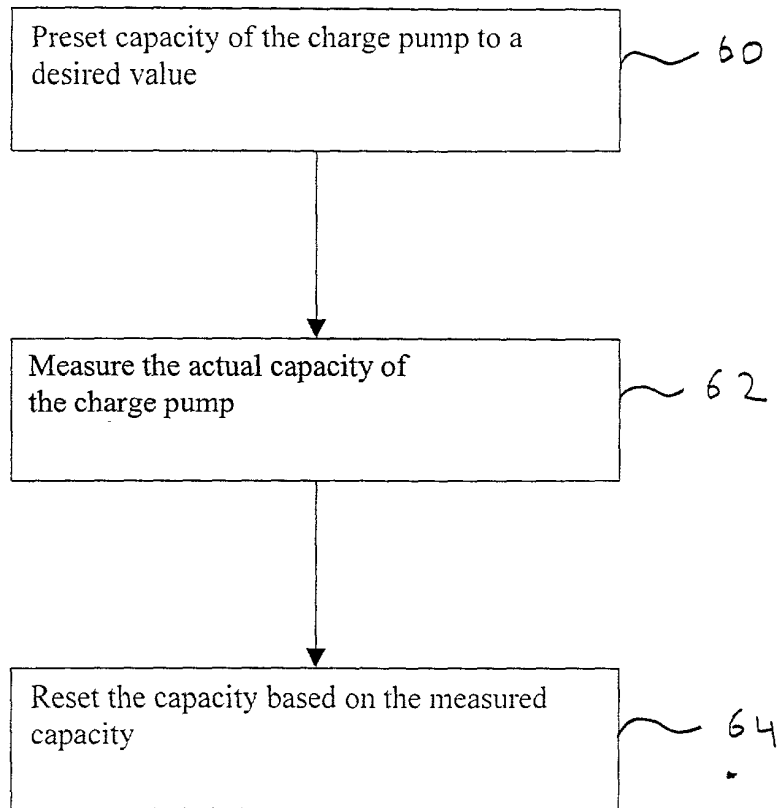 Preset capacity of the charge pump to a
desired value
60
Measure the actual capacity of
the charge pump
62
Reset the capacity based on the measured
capacity
64